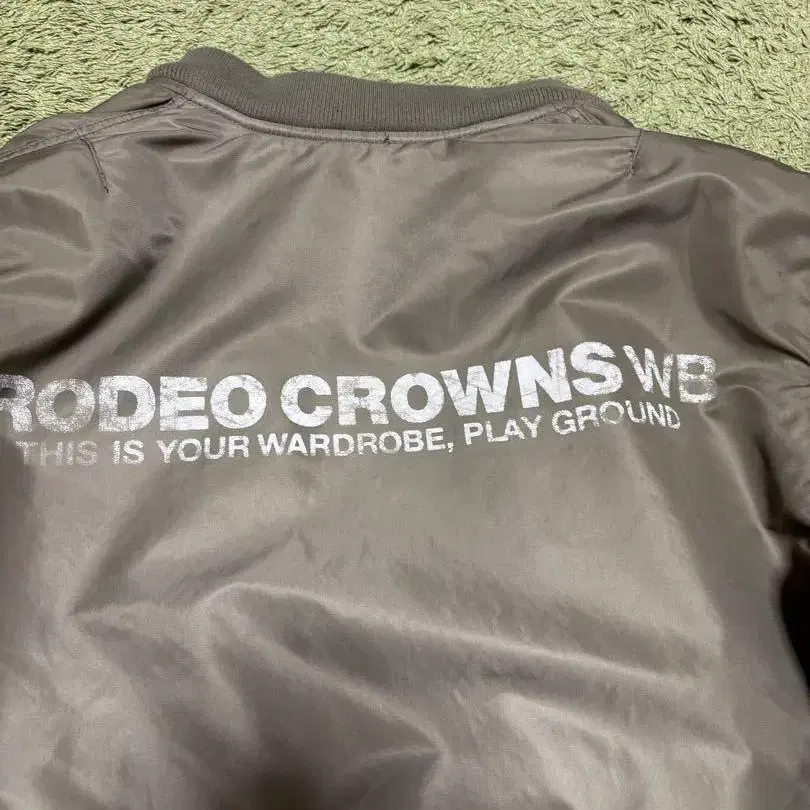 RODEO CROWNS WB
THIS IS YOUR WARDROBE, PLAY GROUND